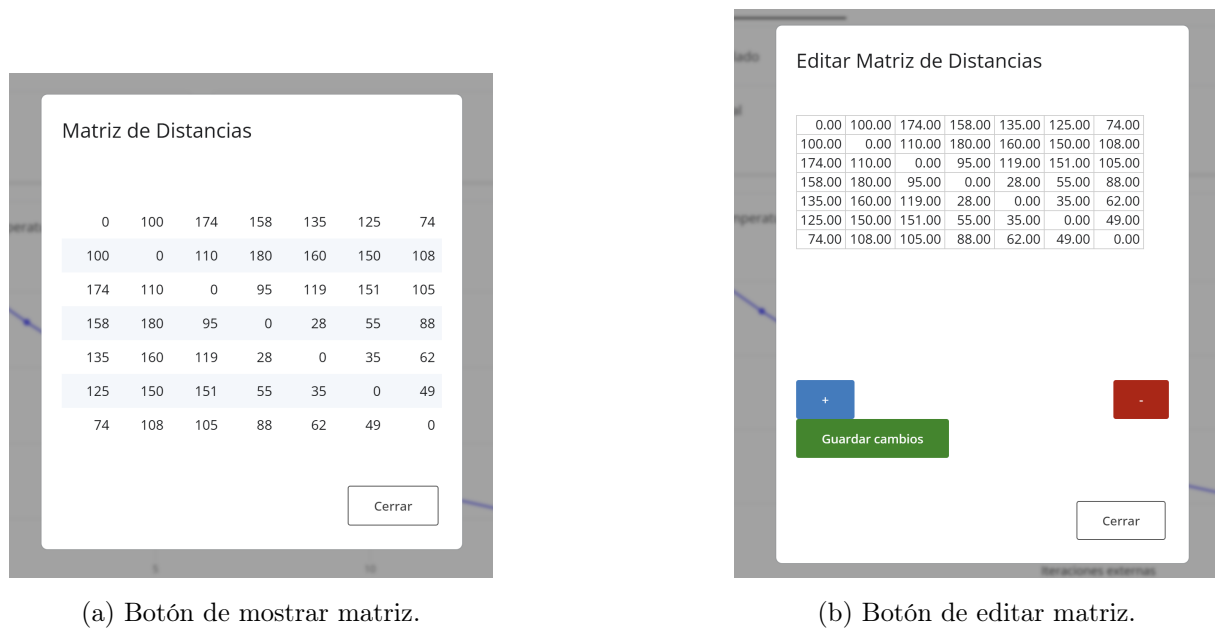 Matriz de Distancias
0 100 174 158 135 125 74
100 0 110 180 160 150 108
174 110 0 95 119 151 105
158 180 95 0 28 55 88
135 160 119 28 0 35 62
125 150 151 55 35 0 49
74 108 105 88 62 49 0
Cerrar
5 10
(a) Botón de mostrar matriz.
Editar Matriz de Distancias
0.00 100.00 174.00 158.00 135.00 125.00 74.00
100.00 0.00 110.00 180.00 160.00 150.00 108.00
174.00 110.00 0.00 95.00 119.00 151.00 105.00
158.00 180.00 95.00 0.00 28.00 55.00 88.00
135.00 160.00 119.00 28.00 0.00 35.00 62.00
125.00 150.00 151.00 55.00 35.00 0.00 49.00
74.00 108.00 105.00 88.00 62.00 49.00 0.00
+ -
Guardar cambios
Cerrar
Iteraciones externas
(b) Botón de editar matriz.